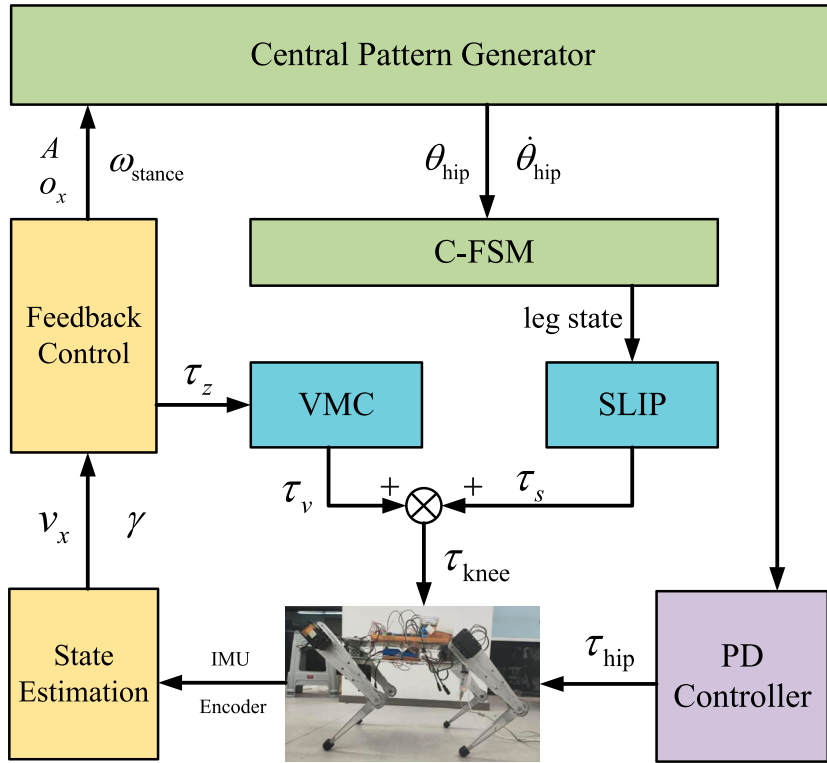 Central Pattern Generator
A
o_x
ω_stance
θ_hip
θ̇_hip
C-FSM
Feedback
Control
leg state
τ_z
VMC
SLIP
τ_v
+
+
τ_s
v_x
γ
τ_knee
State
Estimation
IMU
Encoder
τ_hip
PD
Controller